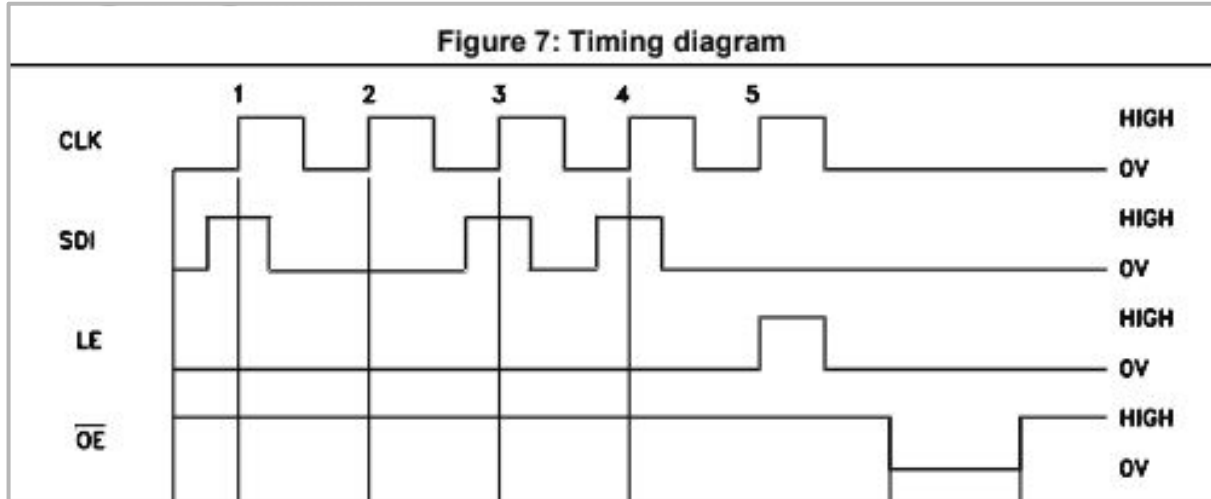 Figure 7: Timing diagram
1 2 3 4 5
CLK HIGH
0V
SDI HIGH
0V
LE HIGH
0V
OE HIGH
0V